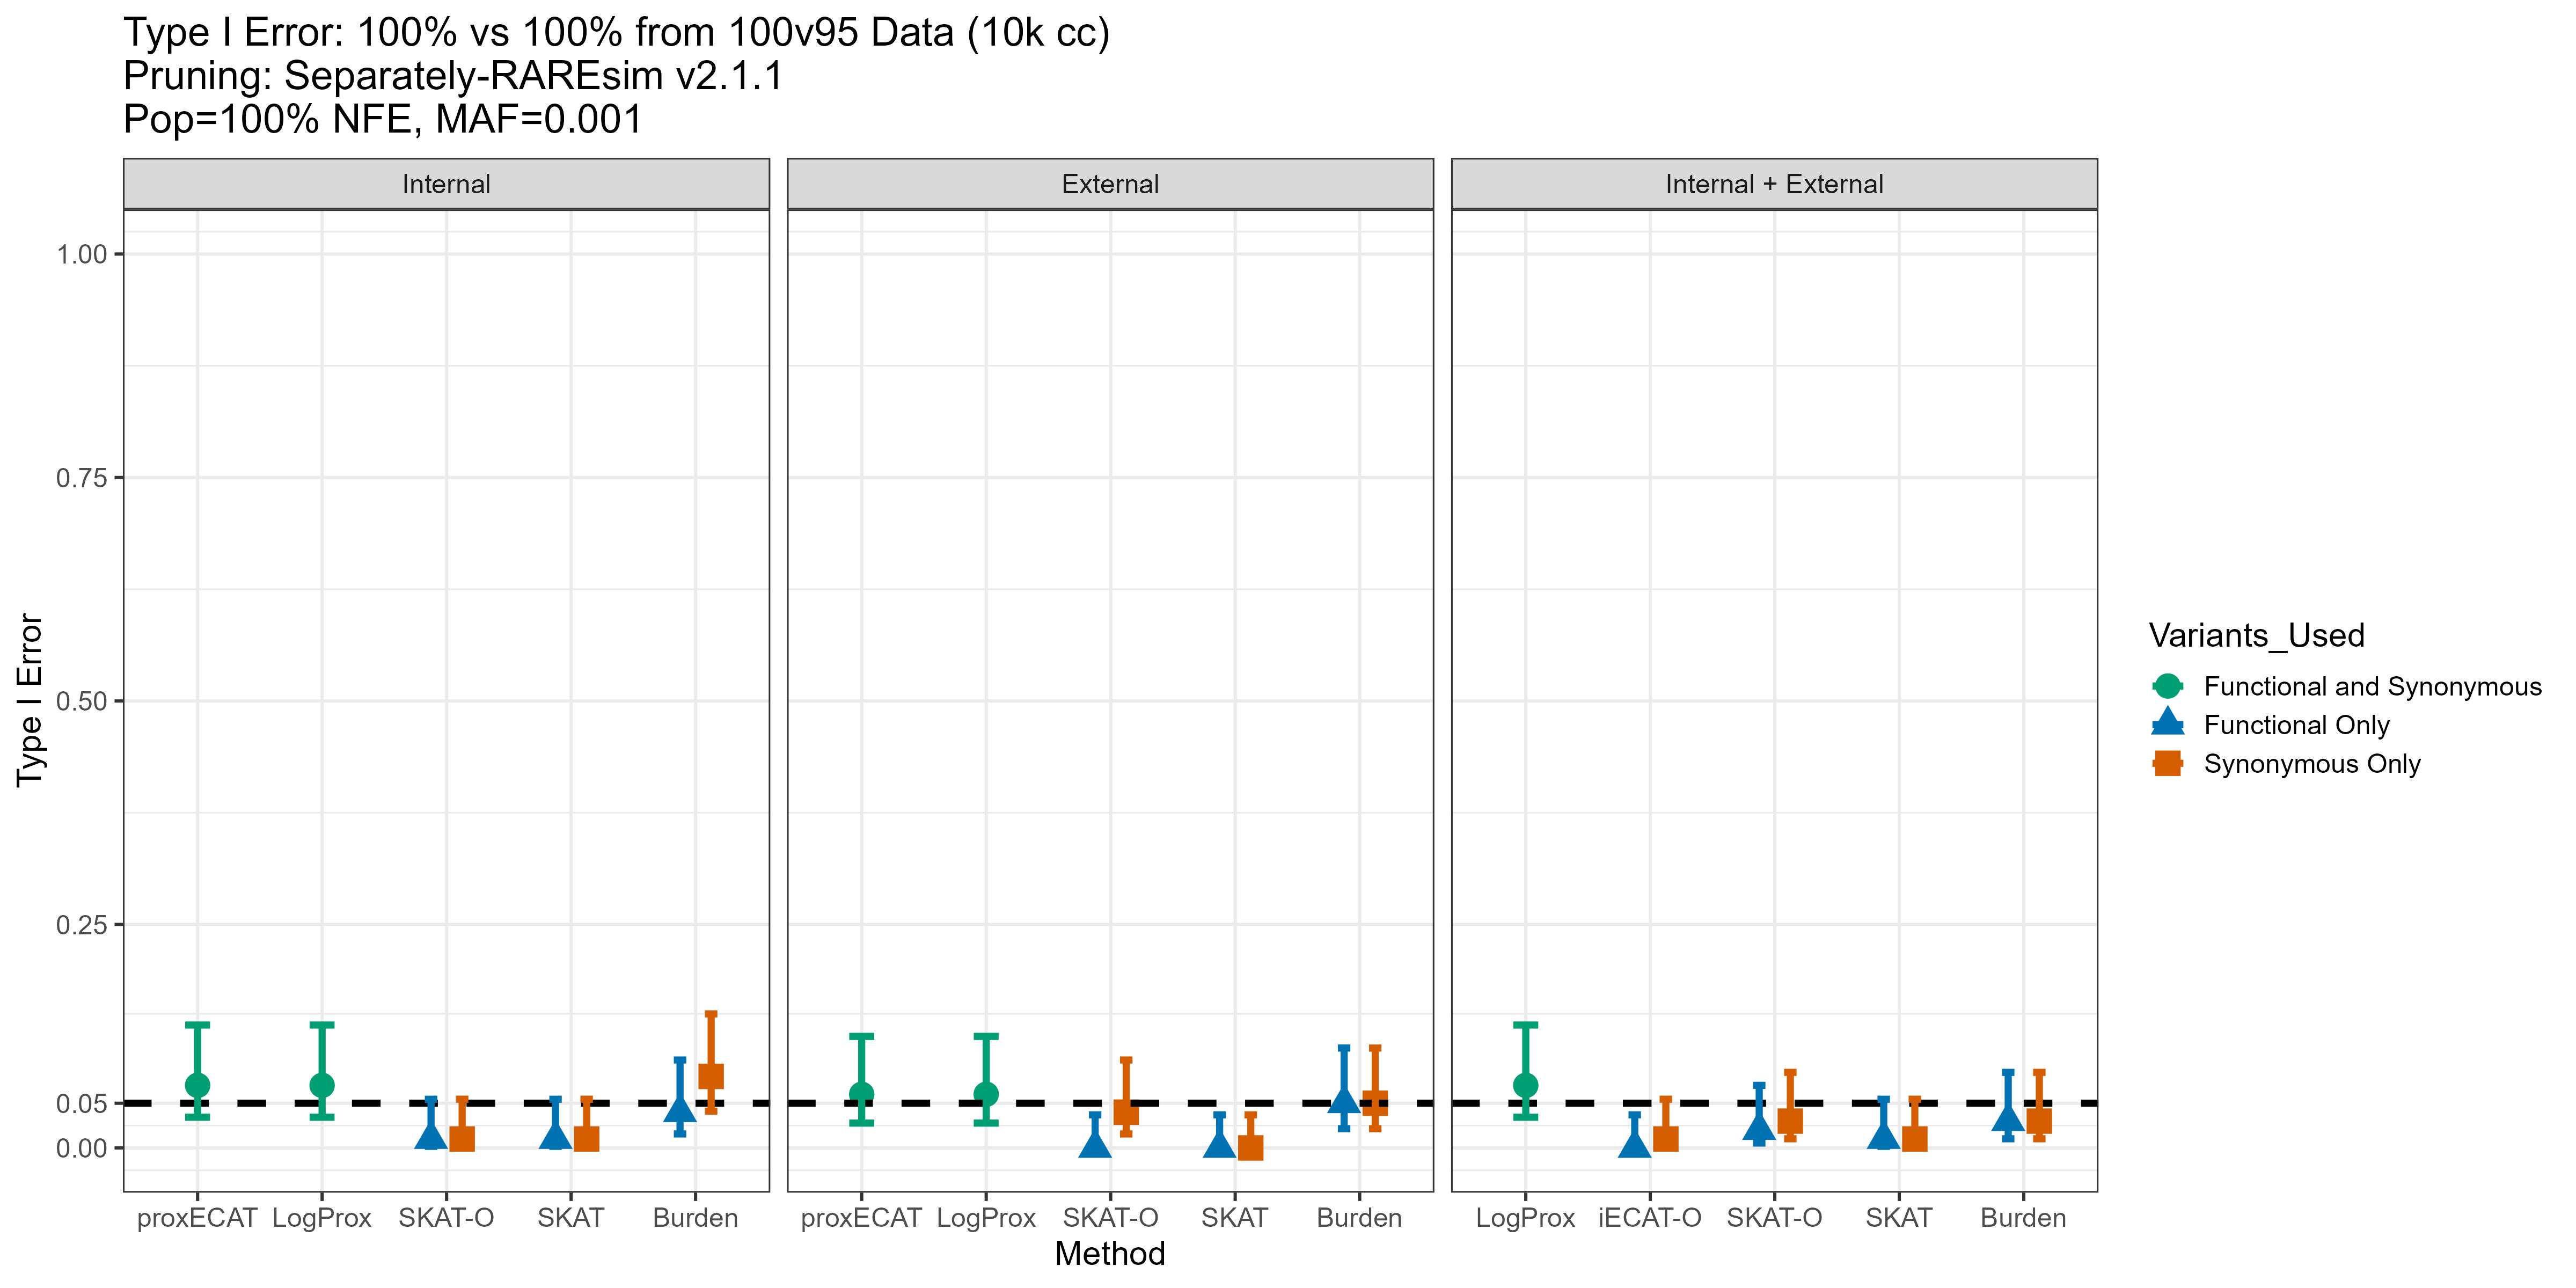 Type I Error: 100% vs 100% from 100v95 Data (10k cc)
Pruning: Separately-RAREsim v2.1.1
Pop=100% NFE, MAF=0.001
Internal
External
Internal + External
Type I Error
1.00
0.75
0.50
0.25
0.05
0.00
proxECAT LogProx SKAT-O SKAT Burden
proxECAT LogProx SKAT-O SKAT Burden
LogProx iECAT-O SKAT-O SKAT Burden
Method
Variants_Used
Functional and Synonymous
Functional Only
Synonymous Only